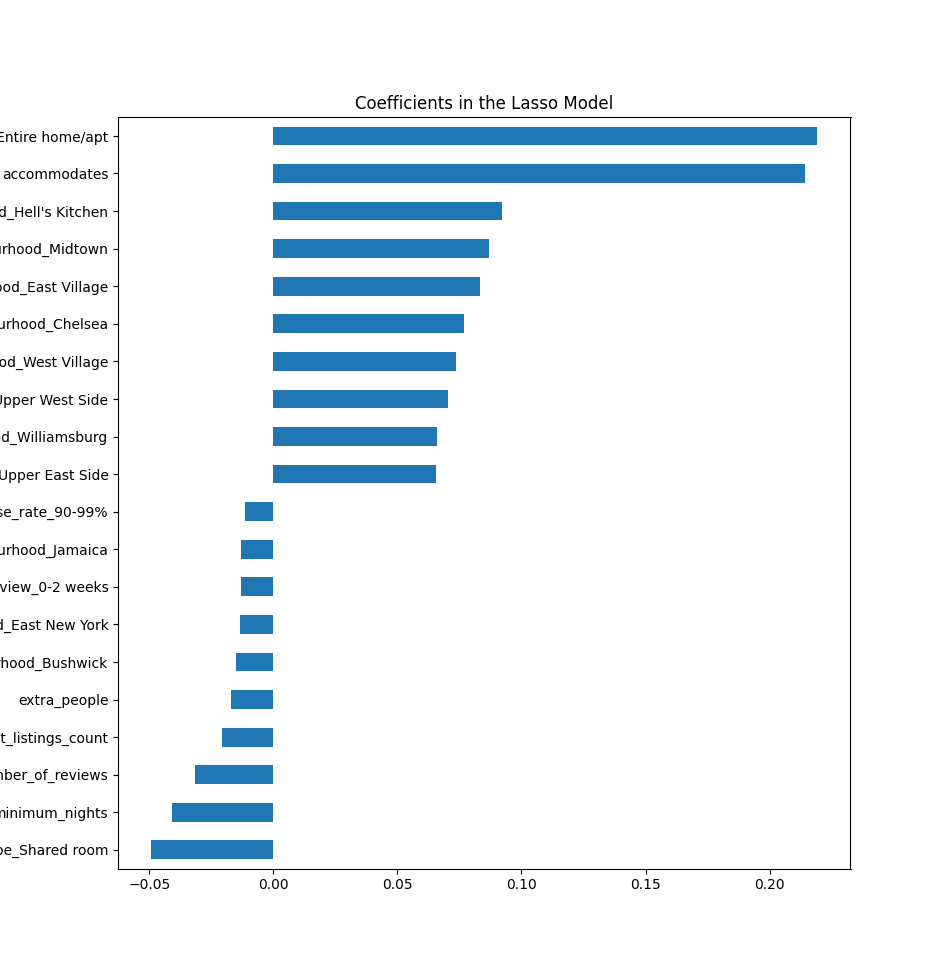 Coefficients in the Lasso Model
Entire home/apt
accommodates
d_Hell's Kitchen
urhood_Midtown
ood_East Village
urhood_Chelsea
od_West Village
Upper West Side
od_Williamsburg
Upper East Side
se_rate_90-99%
urhood_Jamaica
view_0-2 weeks
d_East New York
rhood_Bushwick
extra_people
t_listings_count
mber_of_reviews
minimum_nights
pe_Shared room
−0.05 0.00 0.05 0.10 0.15 0.20